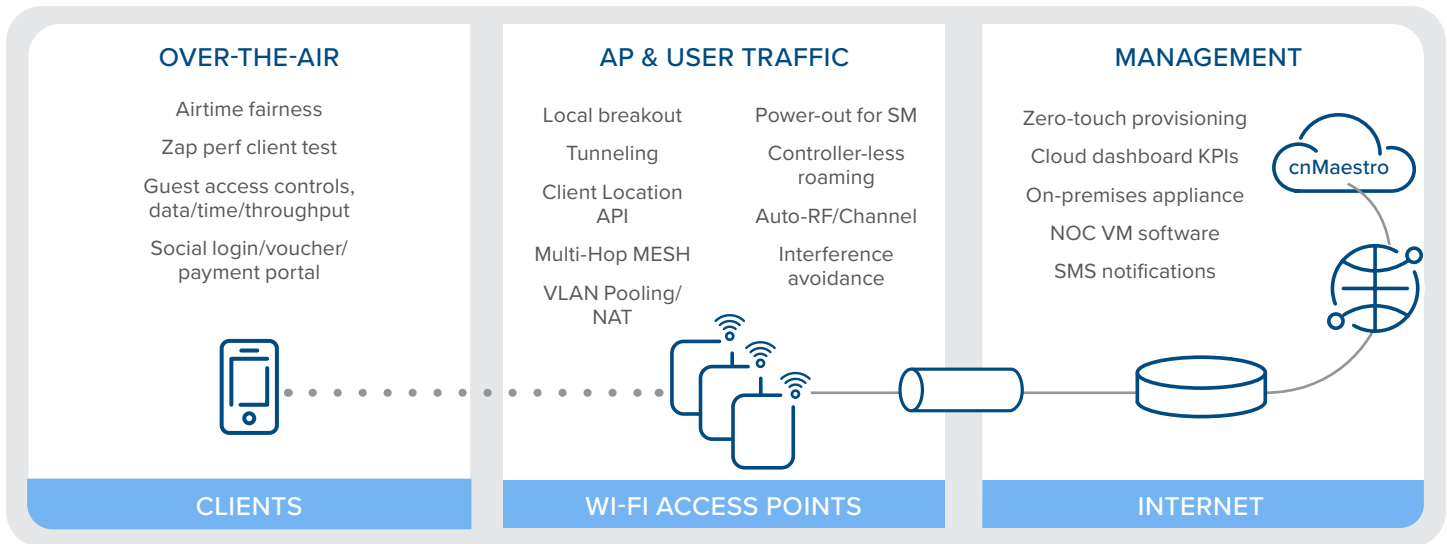 OVER-THE-AIR
Airtime fairness
Zap perf client test
Guest access controls,
data/time/throughput
Social login/voucher/
payment portal
CLIENTS
AP & USER TRAFFIC
Local breakout
Tunneling
Client Location
API
Multi-Hop MESH
VLAN Pooling/
NAT
Power-out for SM
Controller-less
roaming
Auto-RF/Channel
Interference
avoidance
WI-FI ACCESS POINTS
MANAGEMENT
Zero-touch provisioning
Cloud dashboard KPIs
On-premises appliance
NOC VM software
SMS notifications
cnMaestro
INTERNET